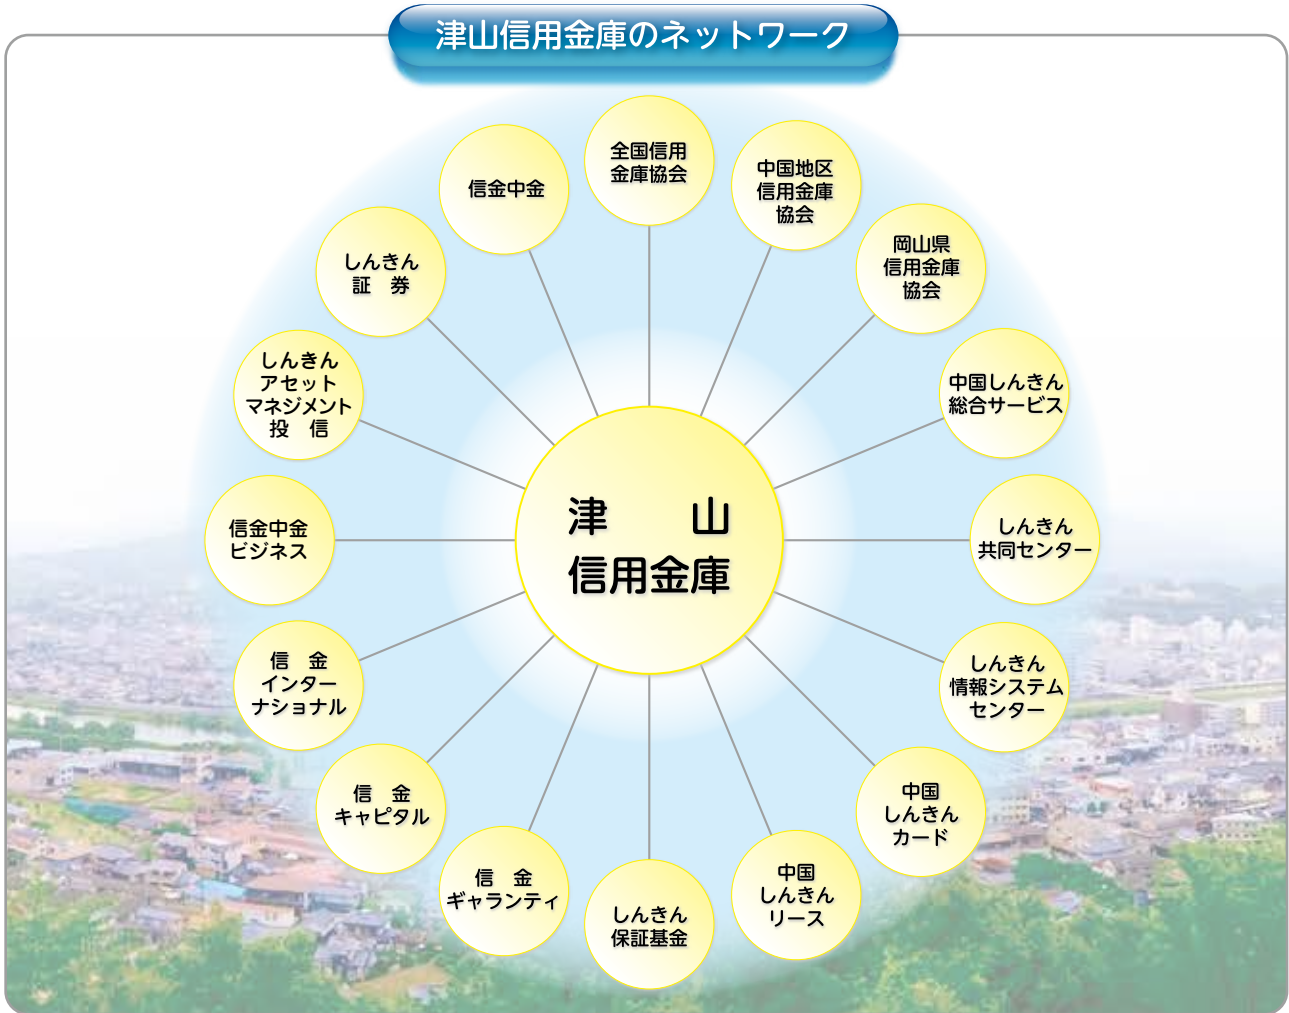 津山信用金庫のネットワーク
全国信用
金庫協会
中国地区
信用金庫
協会
岡山県
信用金庫
協会
中国しんきん
総合サービス
しんきん
共同センター
しんきん
情報システム
センター
中国
しんきん
カード
中国
しんきん
リース
しんきん
保証基金
信　金
ギャランティ
信　金
キャピタル
信　金
インター
ナショナル
信金中金
ビジネス
しんきん
アセット
マネジメント
投　信
しんきん
証　券
信金中金
津　　山
信用金庫